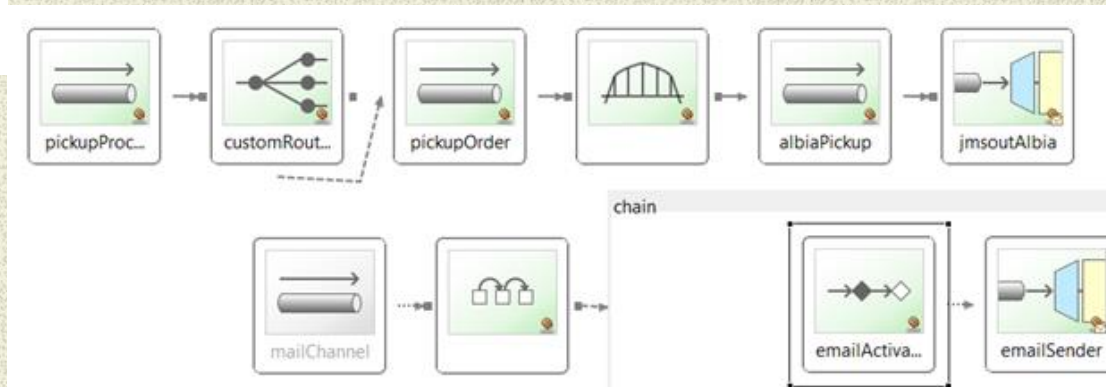 pickupProc...
customRout...
pickupOrder
albiaPickup
jmsoutAlbia
chain
mailChannel
emailActiva...
emailSender